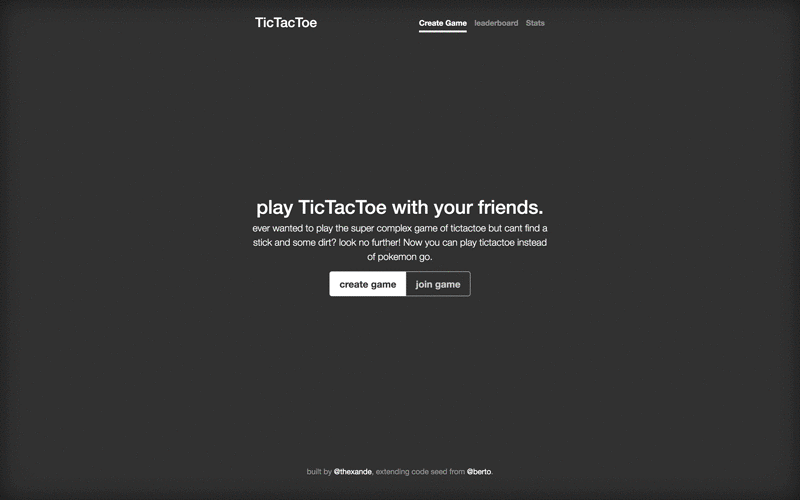 TicTacToe
Create Game leaderboard Stats
play TicTacToe with your friends.
ever wanted to play the super complex game of tictactoe but cant find a
stick and some dirt? look no further! Now you can play tictactoe instead
of pokemon go.
create game join game
built by @thexande, extending code seed from @berto.